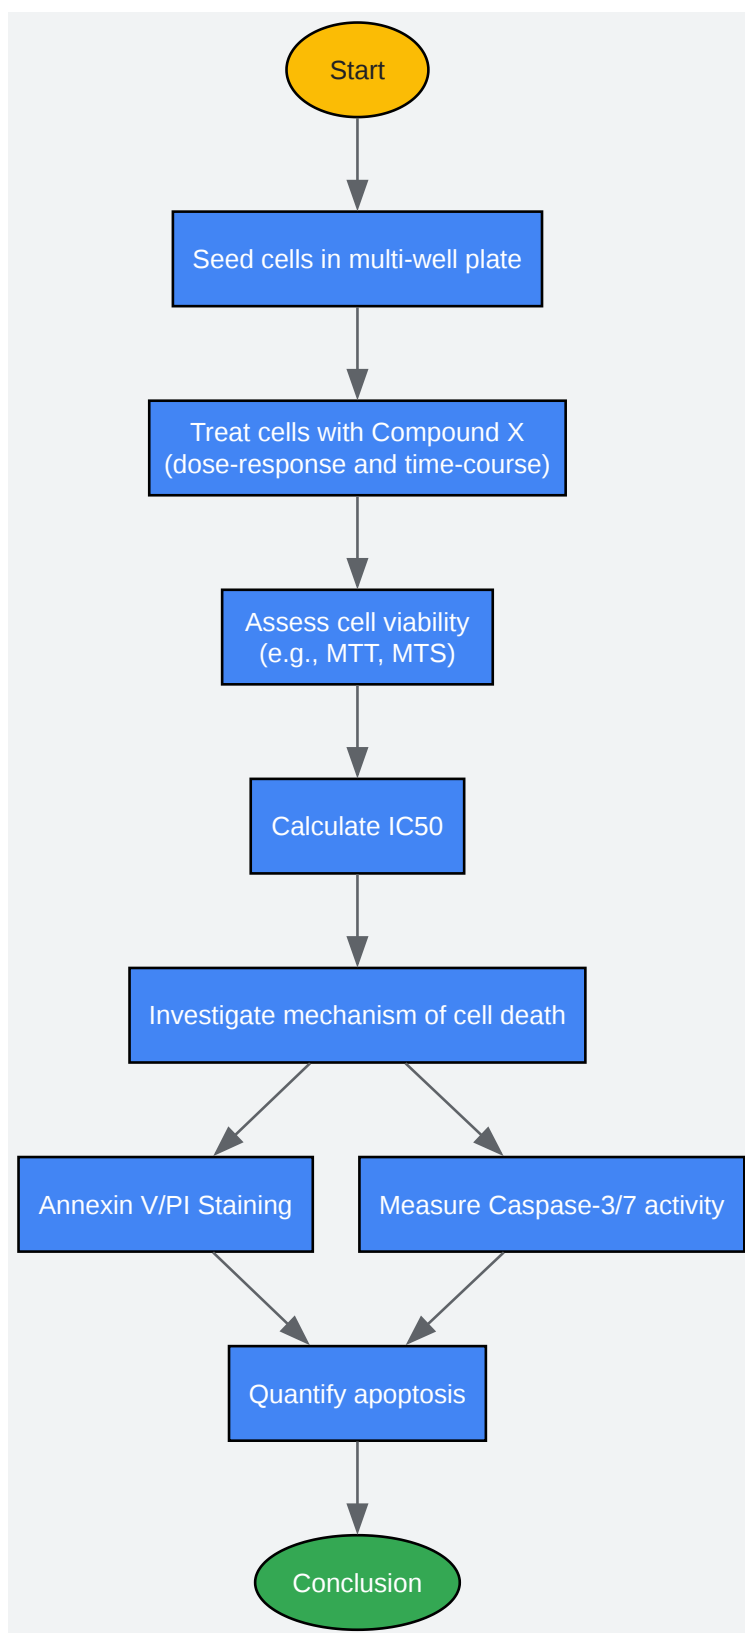 Start
Seed cells in multi-well plate
Treat cells with Compound X
(dose-response and time-course)
Assess cell viability
(e.g., MTT, MTS)
Calculate IC50
Investigate mechanism of cell death
Annexin V/PI Staining
Measure Caspase-3/7 activity
Quantify apoptosis
Conclusion